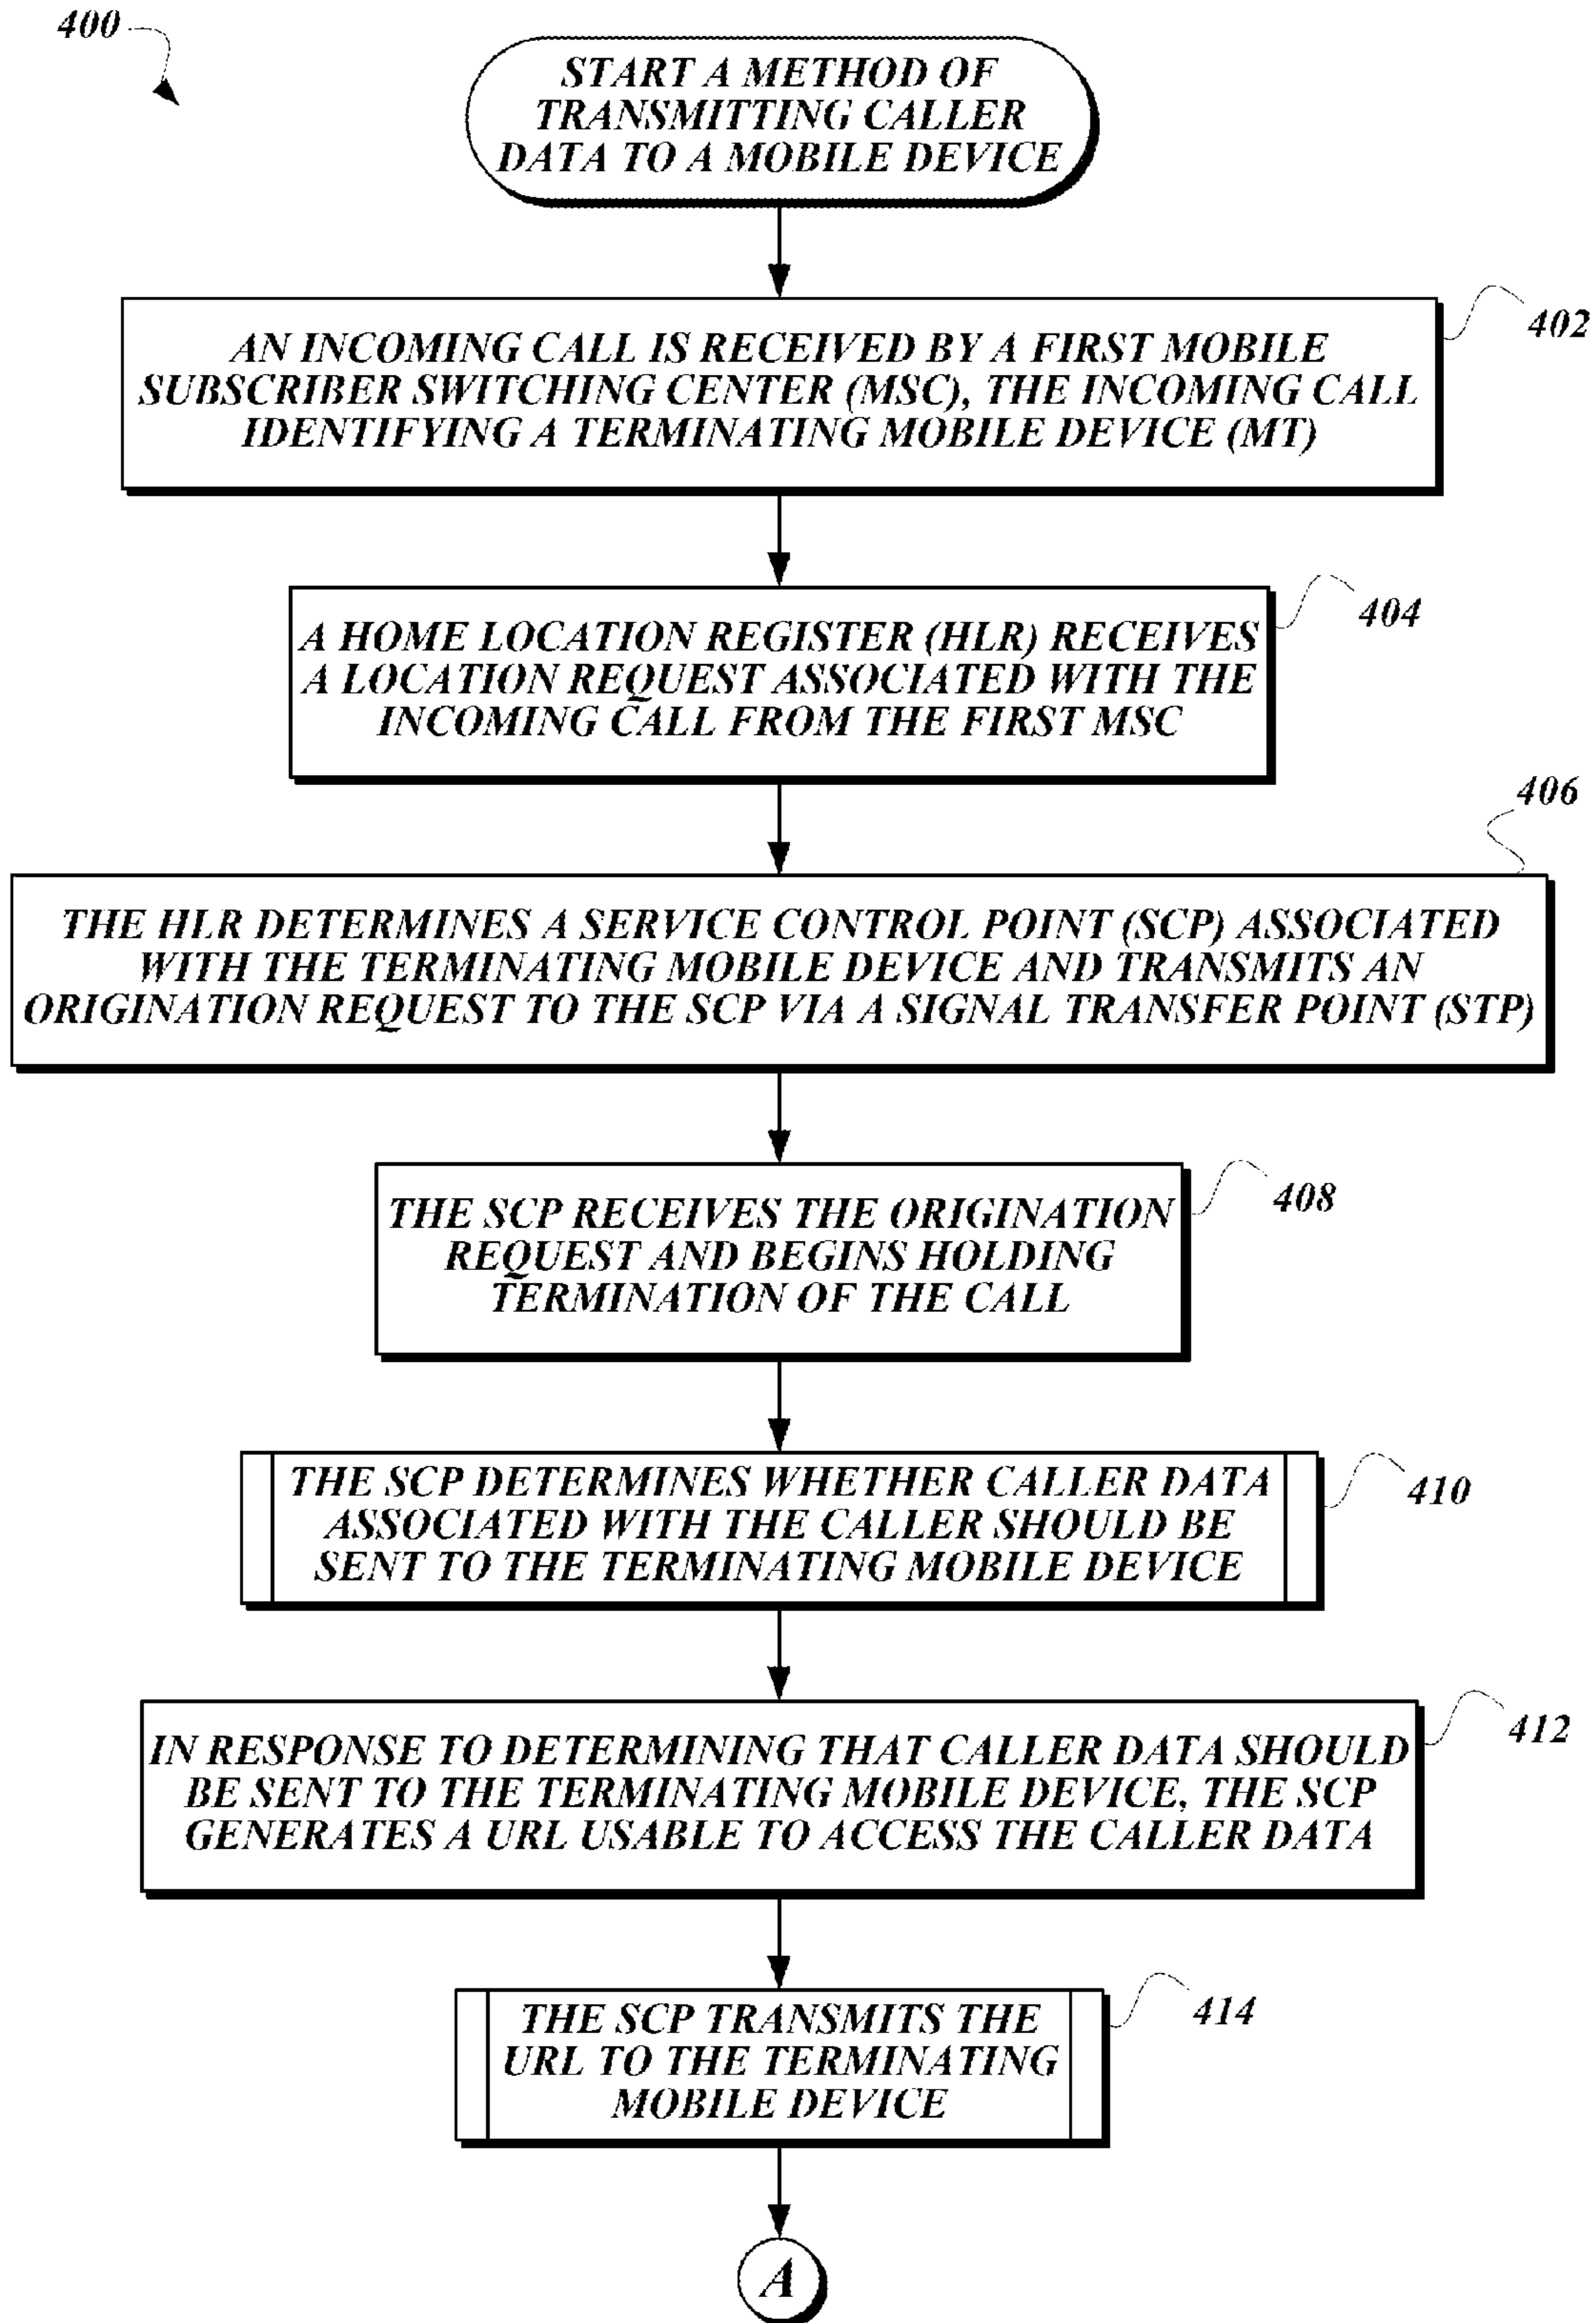 400
START A METHOD OF
TRANSMITTING CALLER
DATA TO A MOBILE DEVICE
402
AN INCOMING CALL IS RECEIVED BY A FIRST MOBILE
SUBSCRIBER SWITCHING CENTER (MSC), THE INCOMING CALL
IDENTIFYING A TERMINATING MOBILE DEVICE (MT)
404
A HOME LOCATION REGISTER (HLR) RECEIVES
A LOCATION REQUEST ASSOCIATED WITH THE
INCOMING CALL FROM THE FIRST MSC
406
THE HLR DETERMINES A SERVICE CONTROL POINT (SCP) ASSOCIATED
WITH THE TERMINATING MOBILE DEVICE AND TRANSMITS AN
ORIGINATION REQUEST TO THE SCP VIA A SIGNAL TRANSFER POINT (STP)
408
THE SCP RECEIVES THE ORIGINATION
REQUEST AND BEGINS HOLDING
TERMINATION OF THE CALL
410
THE SCP DETERMINES WHETHER CALLER DATA
ASSOCIATED WITH THE CALLER SHOULD BE
SENT TO THE TERMINATING MOBILE DEVICE
412
IN RESPONSE TO DETERMINING THAT CALLER DATA SHOULD
BE SENT TO THE TERMINATING MOBILE DEVICE, THE SCP
GENERATES A URL USABLE TO ACCESS THE CALLER DATA
414
THE SCP TRANSMITS THE
URL TO THE TERMINATING
MOBILE DEVICE
A